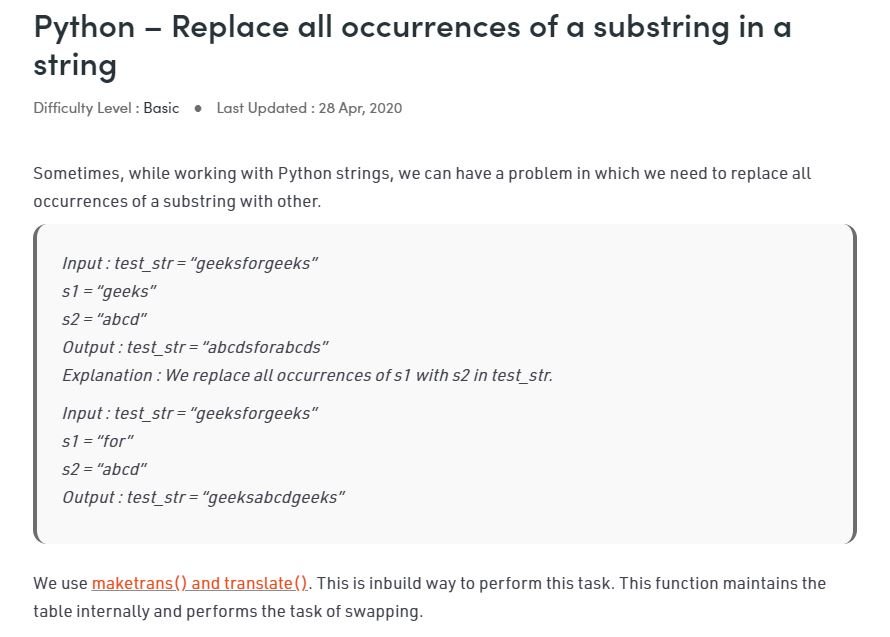 Python – Replace all occurrences of a substring in a
string
Difficulty Level : Basic ● Last Updated : 28 Apr, 2020
Sometimes, while working with Python strings, we can have a problem in which we need to replace all
occurrences of a substring with other.
Input : test_str = “geeksforgeeks”
s1 = “geeks”
s2 = “abcd”
Output : test_str = “abcdsforabcds”
Explanation : We replace all occurrences of s1 with s2 in test_str.
Input : test_str = “geeksforgeeks”
s1 = “for”
s2 = “abcd”
Output : test_str = “geeksabcdgeeks”
We use maketrans() and translate(). This is inbuild way to perform this task. This function maintains the
table internally and performs the task of swapping.